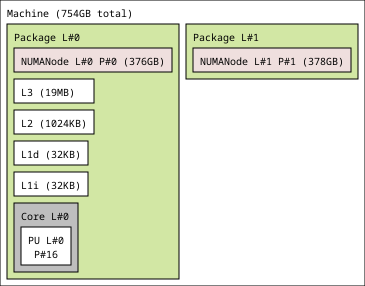 Machine (754GB total)
Package L#0
NUMANode L#0 P#0 (376GB)
L3 (19MB)
L2 (1024KB)
L1d (32KB)
L1i (32KB)
Core L#0
PU L#0
P#16
Package L#1
NUMANode L#1 P#1 (378GB)